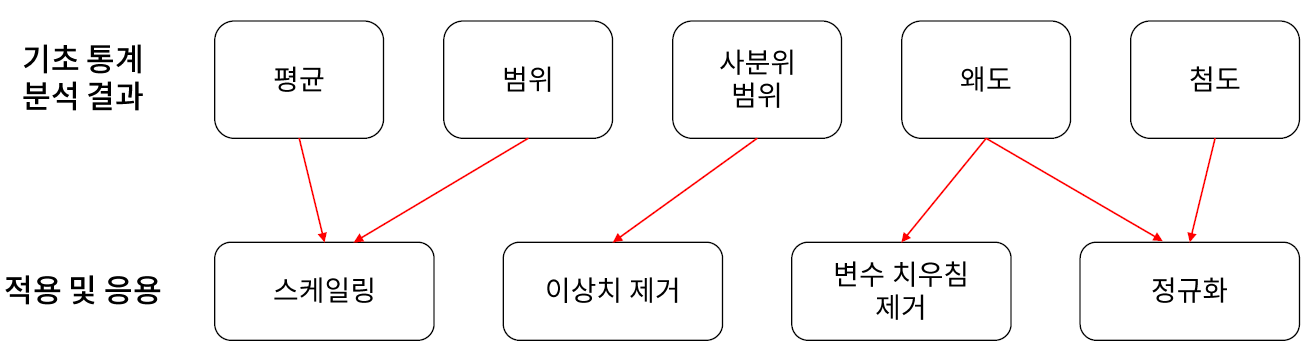 기초 통계
분석 결과
평균
범위
사분위
범위
왜도
첨도
적용 및 응용
스케일링
이상치 제거
변수 치우침
제거
정규화